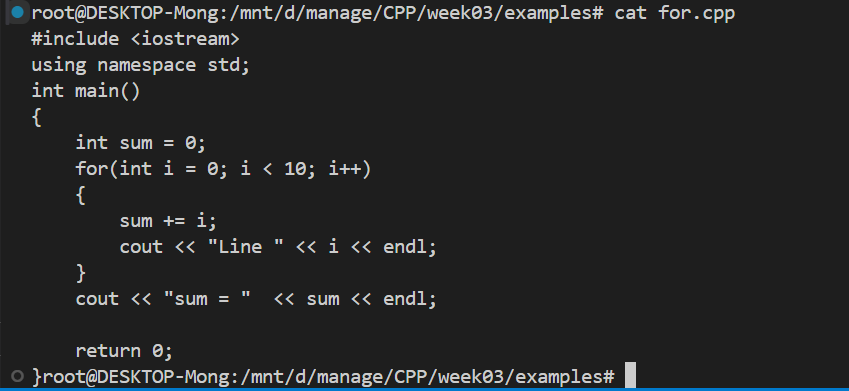 root@DESKTOP-Mong:/mnt/d/manage/CPP/week03/examples# cat for.cpp
#include <iostream>
using namespace std;
int main()
{
    int sum = 0;
    for(int i = 0; i < 10; i++)
    {
        sum += i;
        cout << "Line " << i << endl;
    }
    cout << "sum = "  << sum << endl;

    return 0;
}root@DESKTOP-Mong:/mnt/d/manage/CPP/week03/examples#